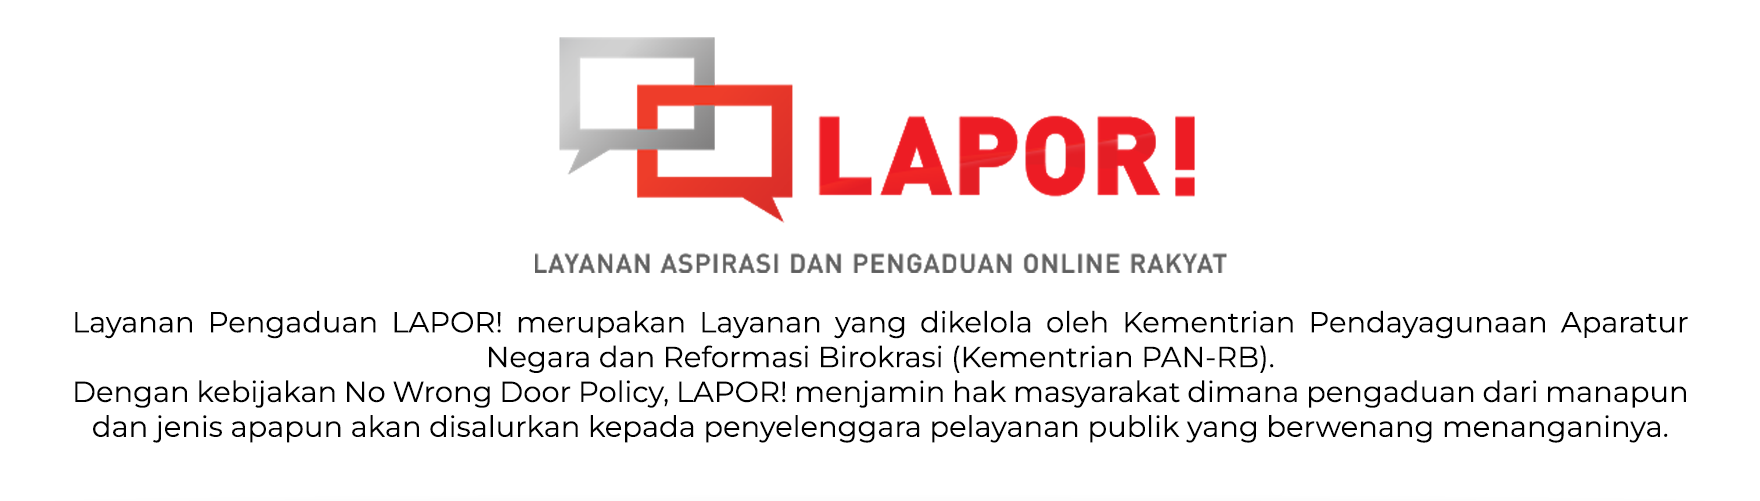 LAPOR!
LAYANAN ASPIRASI DAN PENGADUAN ONLINE RAKYAT
Layanan Pengaduan LAPOR! merupakan Layanan yang dikelola oleh Kementrian Pendayagunaan Aparatur
Negara dan Reformasi Birokrasi (Kementrian PAN-RB).
Dengan kebijakan No Wrong Door Policy, LAPOR! menjamin hak masyarakat dimana pengaduan dari manapun
dan jenis apapun akan disalurkan kepada penyelenggara pelayanan publik yang berwenang menanganinya.